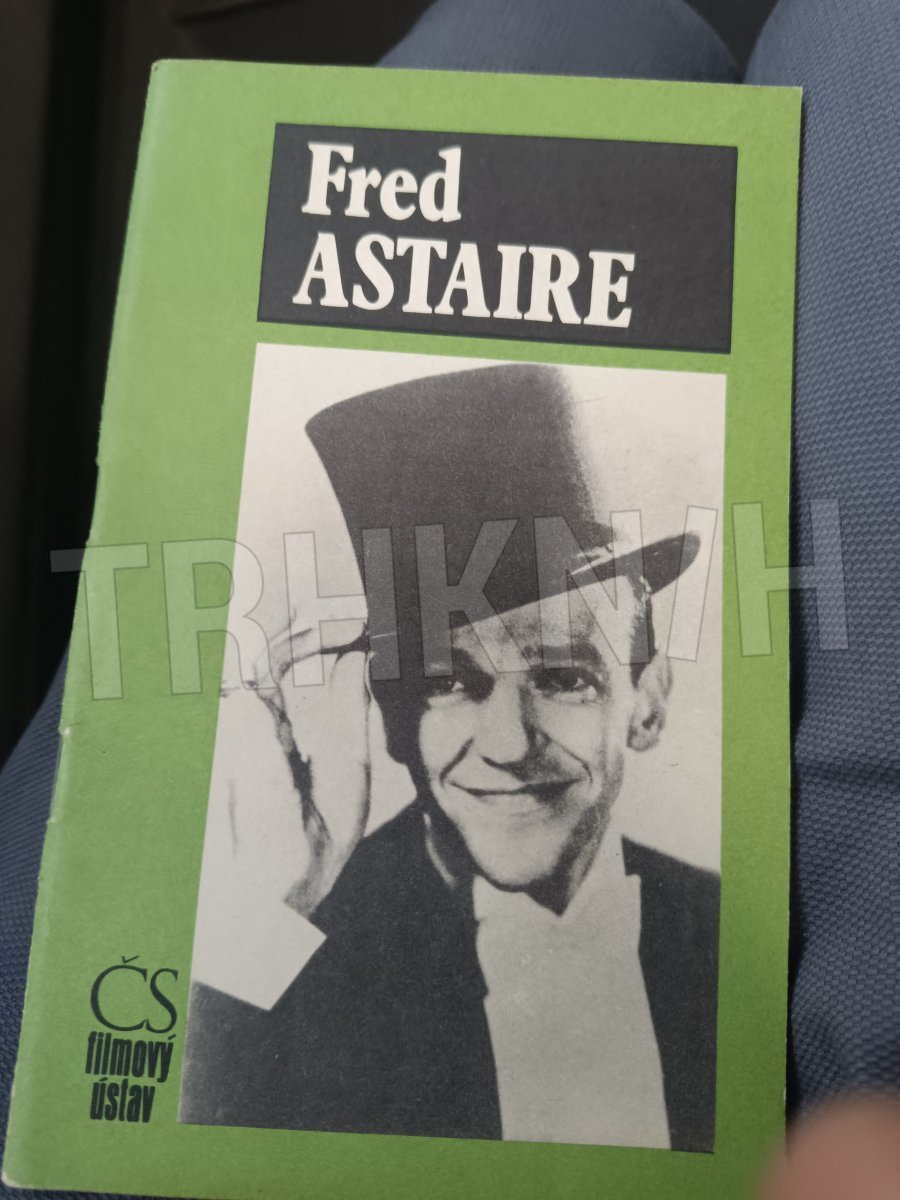 Fred
ASTAIRE
TRHKNIH
ČS
filmový
ústav